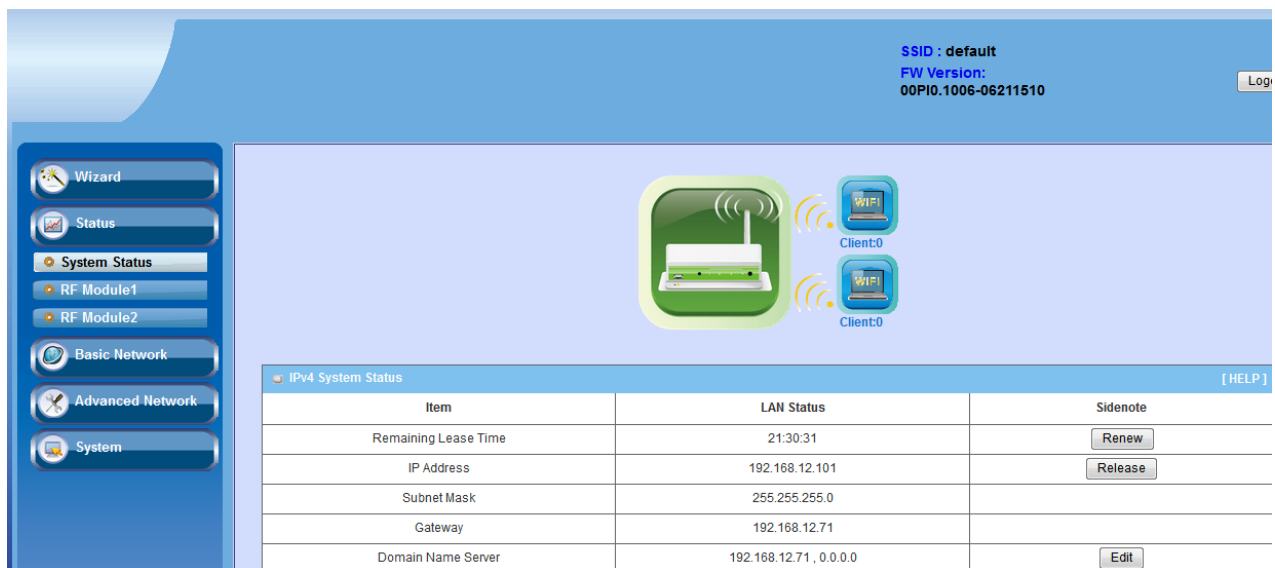 SSID : default
FW Version:
00PI0.1006-06211510
Wizard
Status
System Status
RF Module1
RF Module2
Basic Network
Advanced Network
System
WIFI
Client:0
WIFI
Client:0
IPv4 System Status [ HELP ]
Item LAN Status Sidenote
Remaining Lease Time 21:30:31 Renew
IP Address 192.168.12.101 Release
Subnet Mask 255.255.255.0
Gateway 192.168.12.71
Domain Name Server 192.168.12.71 , 0.0.0.0 Edit